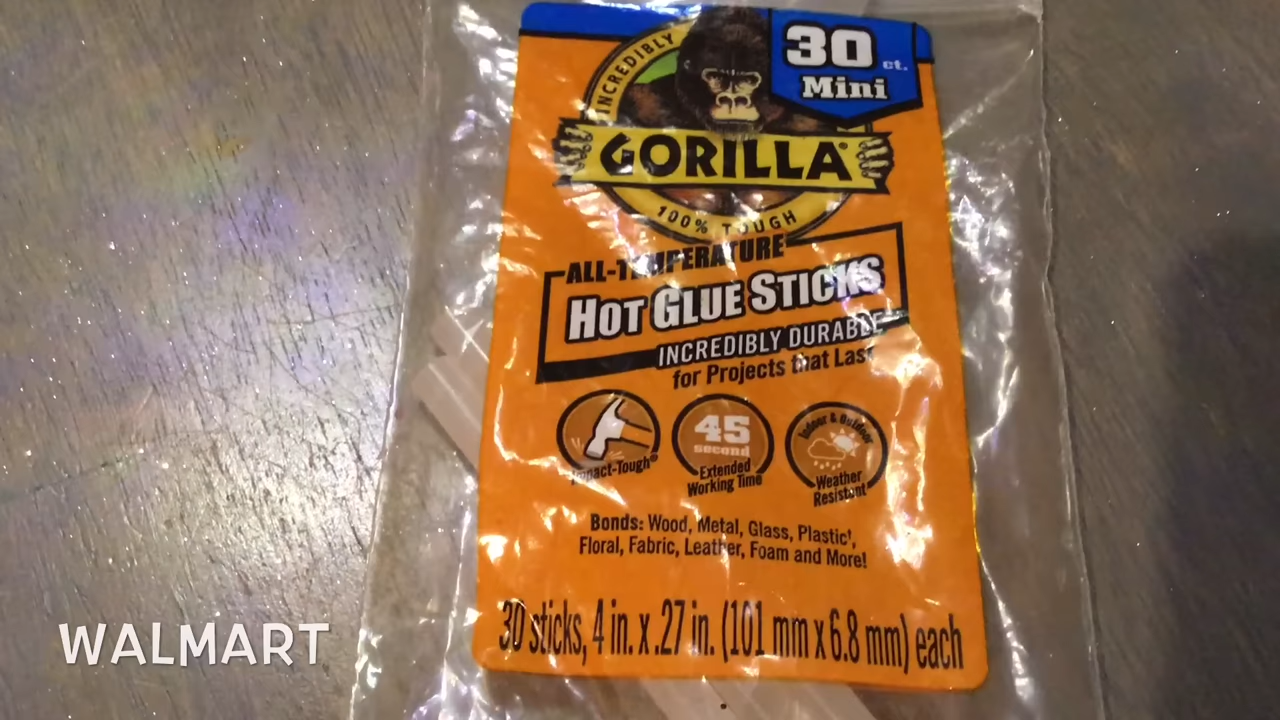 30 ct.
Mini
INCREDIBLY
GORILLA®
100% TOUGH
ALL-TEMPERATURE
HOT GLUE STICKS
INCREDIBLY DURABLE
for Projects that Last
45
second
Indoor & Outdoor
Impact-Tough®
Extended
Working Time
Weather
Resistant
Bonds: Wood, Metal, Glass, Plastic†,
Floral, Fabric, Leather, Foam and More!
30 sticks, 4 in. x .27 in. (101 mm x 6.8 mm) each
WALMART